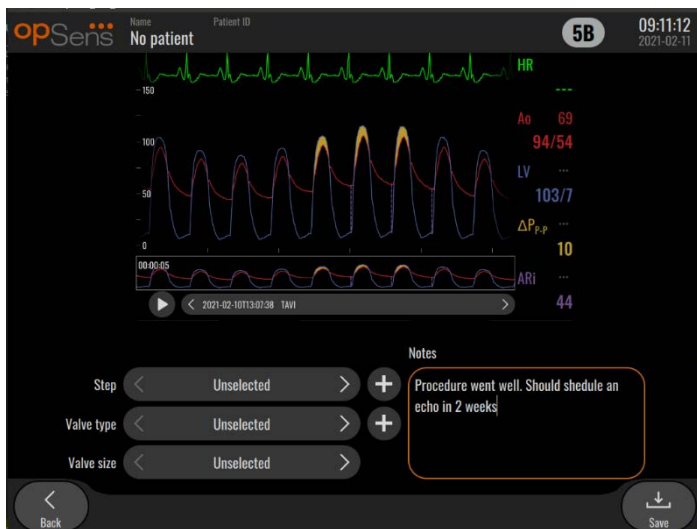 opSens
Name
Patient ID
No patient
5B
09:11:12
2021-02-11
HR
---
150
100
50
0
Ao 69
94/54
LV ---
103/7
ΔPP-P ---
10
ARi ---
44
00:00:05
2021-02-10T13:07:38 TAVI
Notes
Step
Unselected
Procedure went well. Should shedule an
echo in 2 weeks
Valve type
Unselected
Valve size
Unselected
Back
Save